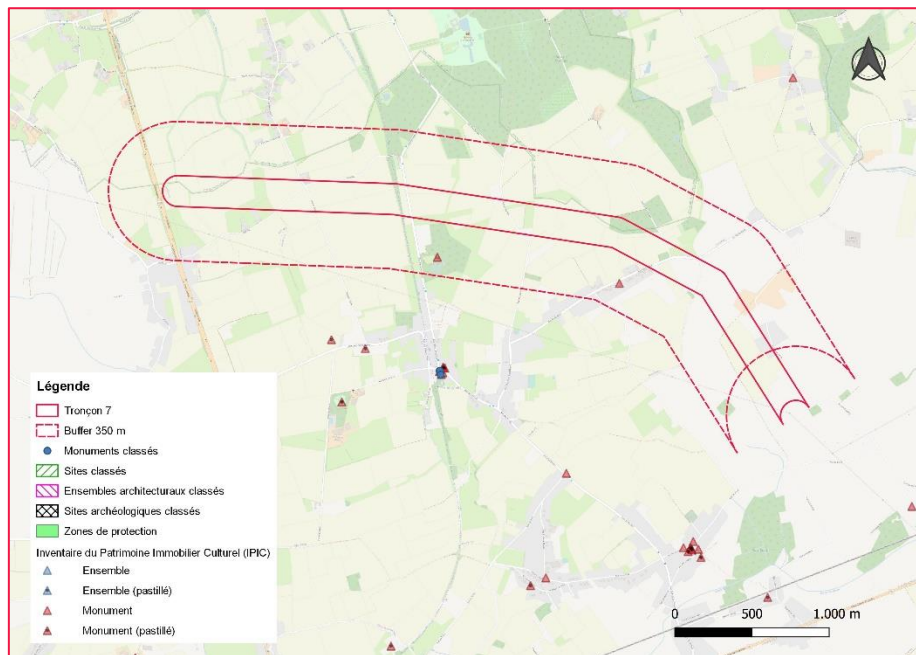 Légende
Tronçon 7
Buffer 350 m
Monuments classés
Sites classés
Ensembles architecturaux classés
Sites archéologiques classés
Zones de protection
Inventaire du Patrimoine Immobilier Culturel (IPIC)
Ensemble
Ensemble (pastillé)
Monument
Monument (pastillé)
0 500 1.000 m